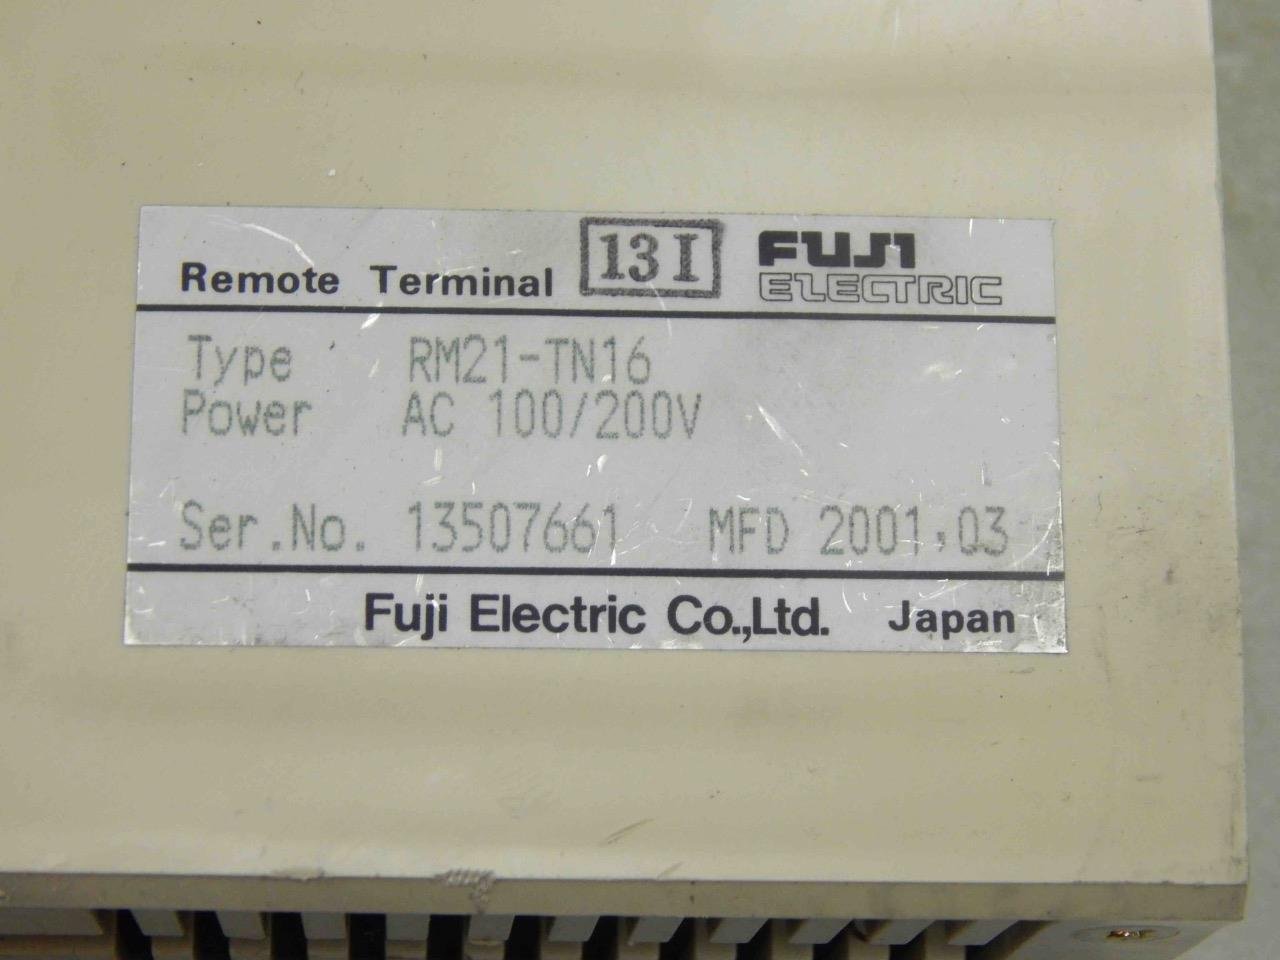 Remote Terminal 13I FUJI
ELECTRIC
Type RM21-TN16
Power AC 100/200V
Ser.No. 13507661 MFD 2001,03
Fuji Electric Co.,Ltd. Japan